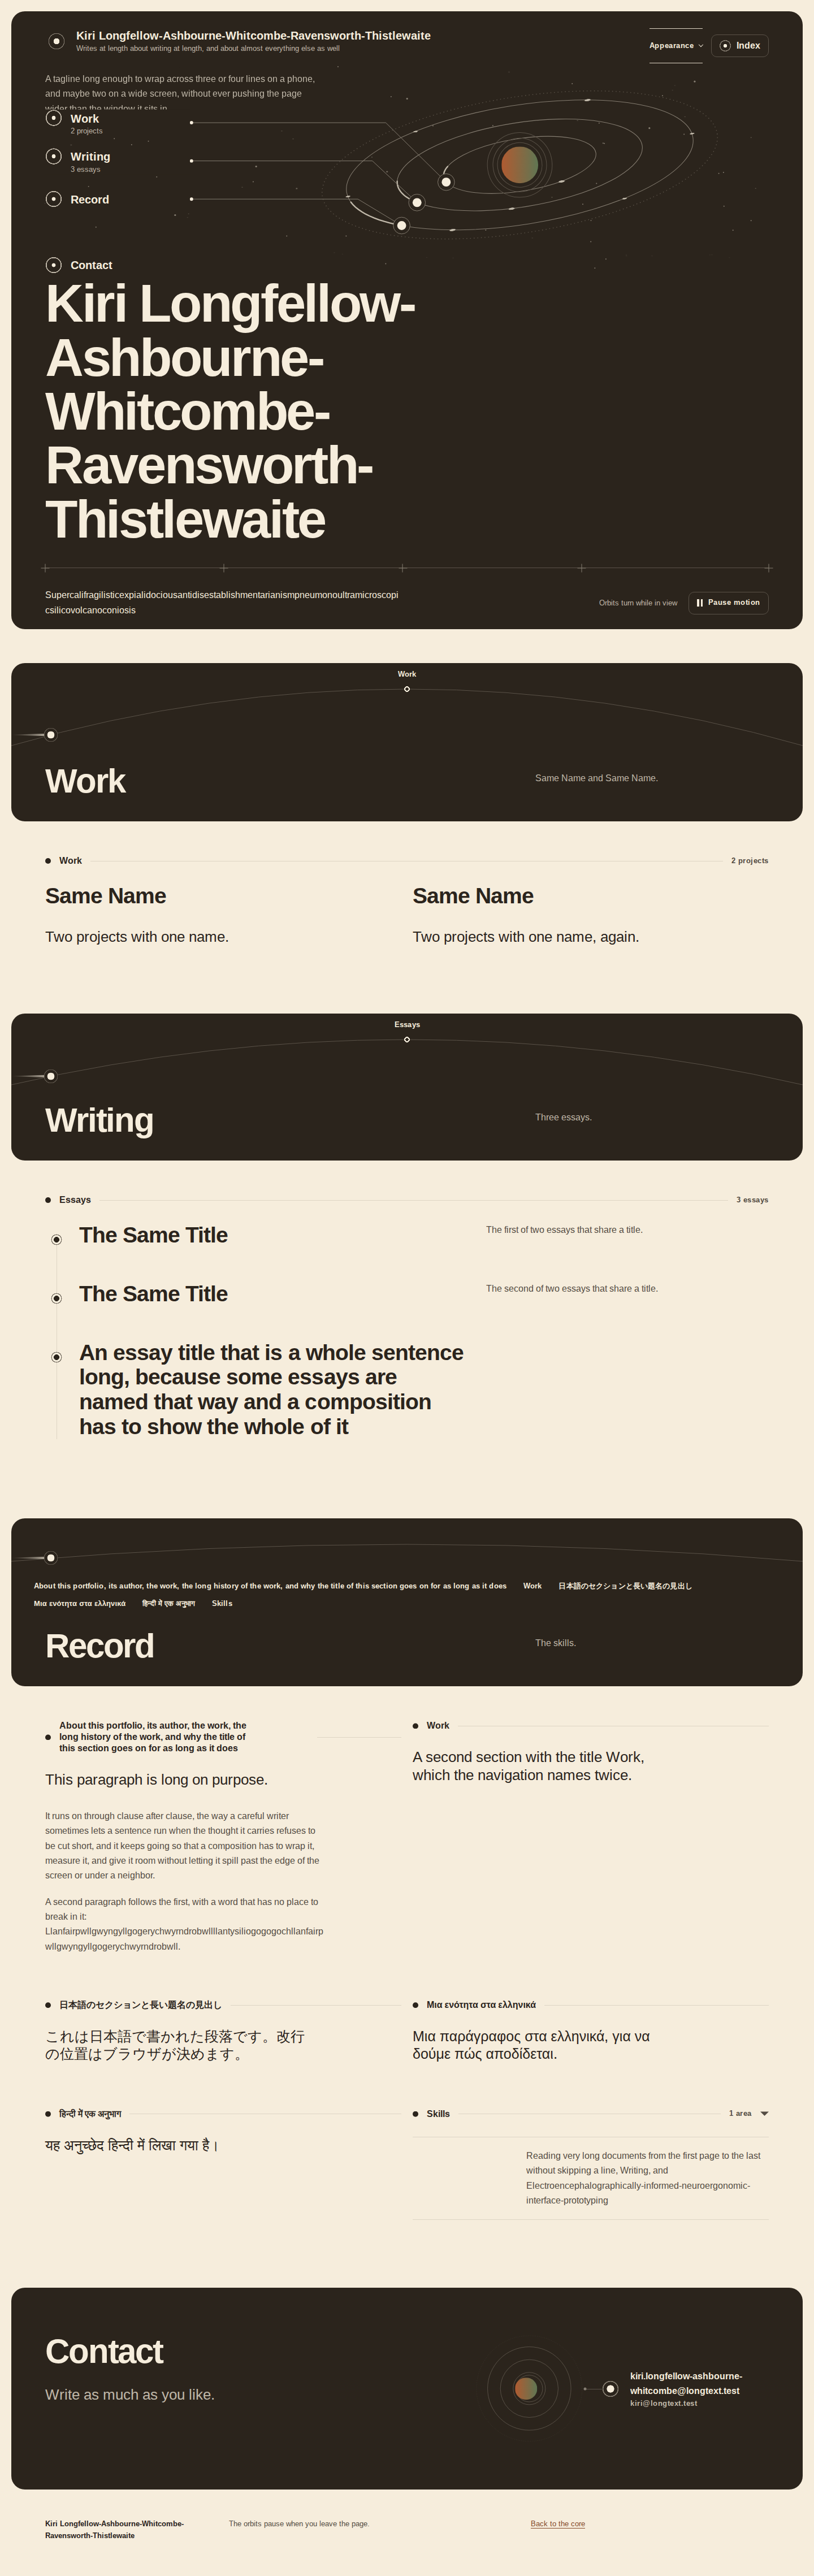 Kiri Longfellow-Ashbourne-Whitcombe-Ravensworth-Thistlewaite
Writes at length about writing at length, and about almost everything else as well
Appearance
Index
A tagline long enough to wrap across three or four lines on a phone,
and maybe two on a wide screen, without ever pushing the page
wider than the window it sits in.
Work
2 projects
Writing
3 essays
Record
Contact
Kiri Longfellow-
Ashbourne-
Whitcombe-
Ravensworth-
Thistlewaite
Supercalifragilisticexpialidociousantidisestablishmentarianismpneumonoultramicroscopi
csilicovolcanoconiosis
Orbits turn while in view
Pause motion
Work
Work
Same Name and Same Name.
Work
2 projects
Same Name
Same Name
Two projects with one name.
Two projects with one name, again.
Essays
Writing
Three essays.
Essays
3 essays
The Same Title
The first of two essays that share a title.
The Same Title
The second of two essays that share a title.
An essay title that is a whole sentence
long, because some essays are
named that way and a composition
has to show the whole of it
About this portfolio, its author, the work, the long history of the work, and why the title of this section goes on for as long as it does
Work
日本語のセクションと長い題名の見出し
Μια ενότητα στα ελληνικά
हिन्दी में एक अनुभाग
Skills
Record
The skills.
About this portfolio, its author, the work, the
long history of the work, and why the title of
this section goes on for as long as it does
This paragraph is long on purpose.
It runs on through clause after clause, the way a careful writer
sometimes lets a sentence run when the thought it carries refuses to
be cut short, and it keeps going so that a composition has to wrap it,
measure it, and give it room without letting it spill past the edge of the
screen or under a neighbor.
A second paragraph follows the first, with a word that has no place to
break in it:
Llanfairpwllgwyngyllgogerychwyrndrobwllllantysiliogogogochllanfairp
wllgwyngyllgogerychwyrndrobwll.
Work
A second section with the title Work,
which the navigation names twice.
日本語のセクションと長い題名の見出し
これは日本語で書かれた段落です。改行
の位置はブラウザが決めます。
Μια ενότητα στα ελληνικά
Μια παράγραφος στα ελληνικά, για να
δούμε πώς αποδίδεται.
हिन्दी में एक अनुभाग
यह अनुच्छेद हिन्दी में लिखा गया है।
Skills
1 area
Reading very long documents from the first page to the last
without skipping a line, Writing, and
Electroencephalographically-informed-neuroergonomic-
interface-prototyping
Contact
Write as much as you like.
kiri.longfellow-ashbourne-
whitcombe@longtext.test
kiri@longtext.test
Kiri Longfellow-Ashbourne-Whitcombe-
Ravensworth-Thistlewaite
The orbits pause when you leave the page.
Back to the core